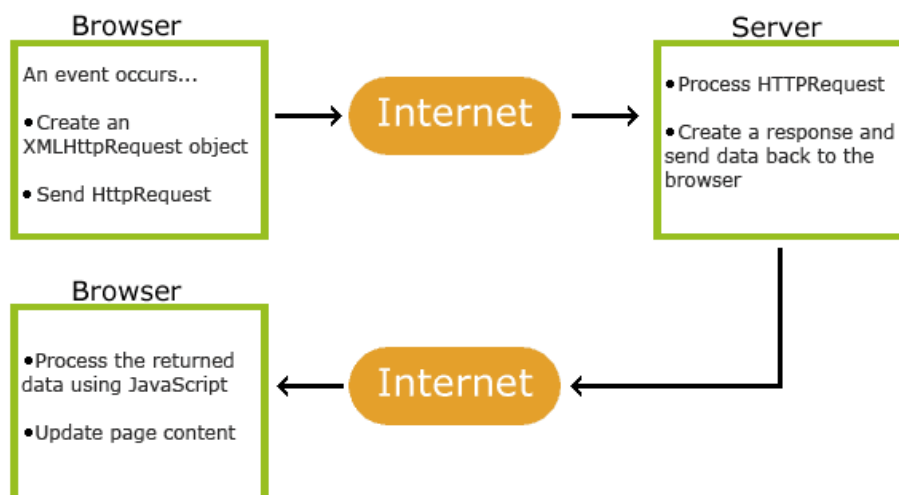 Browser
An event occurs...
•Create an
XMLHttpRequest object
•Send HttpRequest
Internet
Server
•Process HTTPRequest
•Create a response and
send data back to the
browser
Browser
•Process the returned
data using JavaScript
•Update page content
Internet